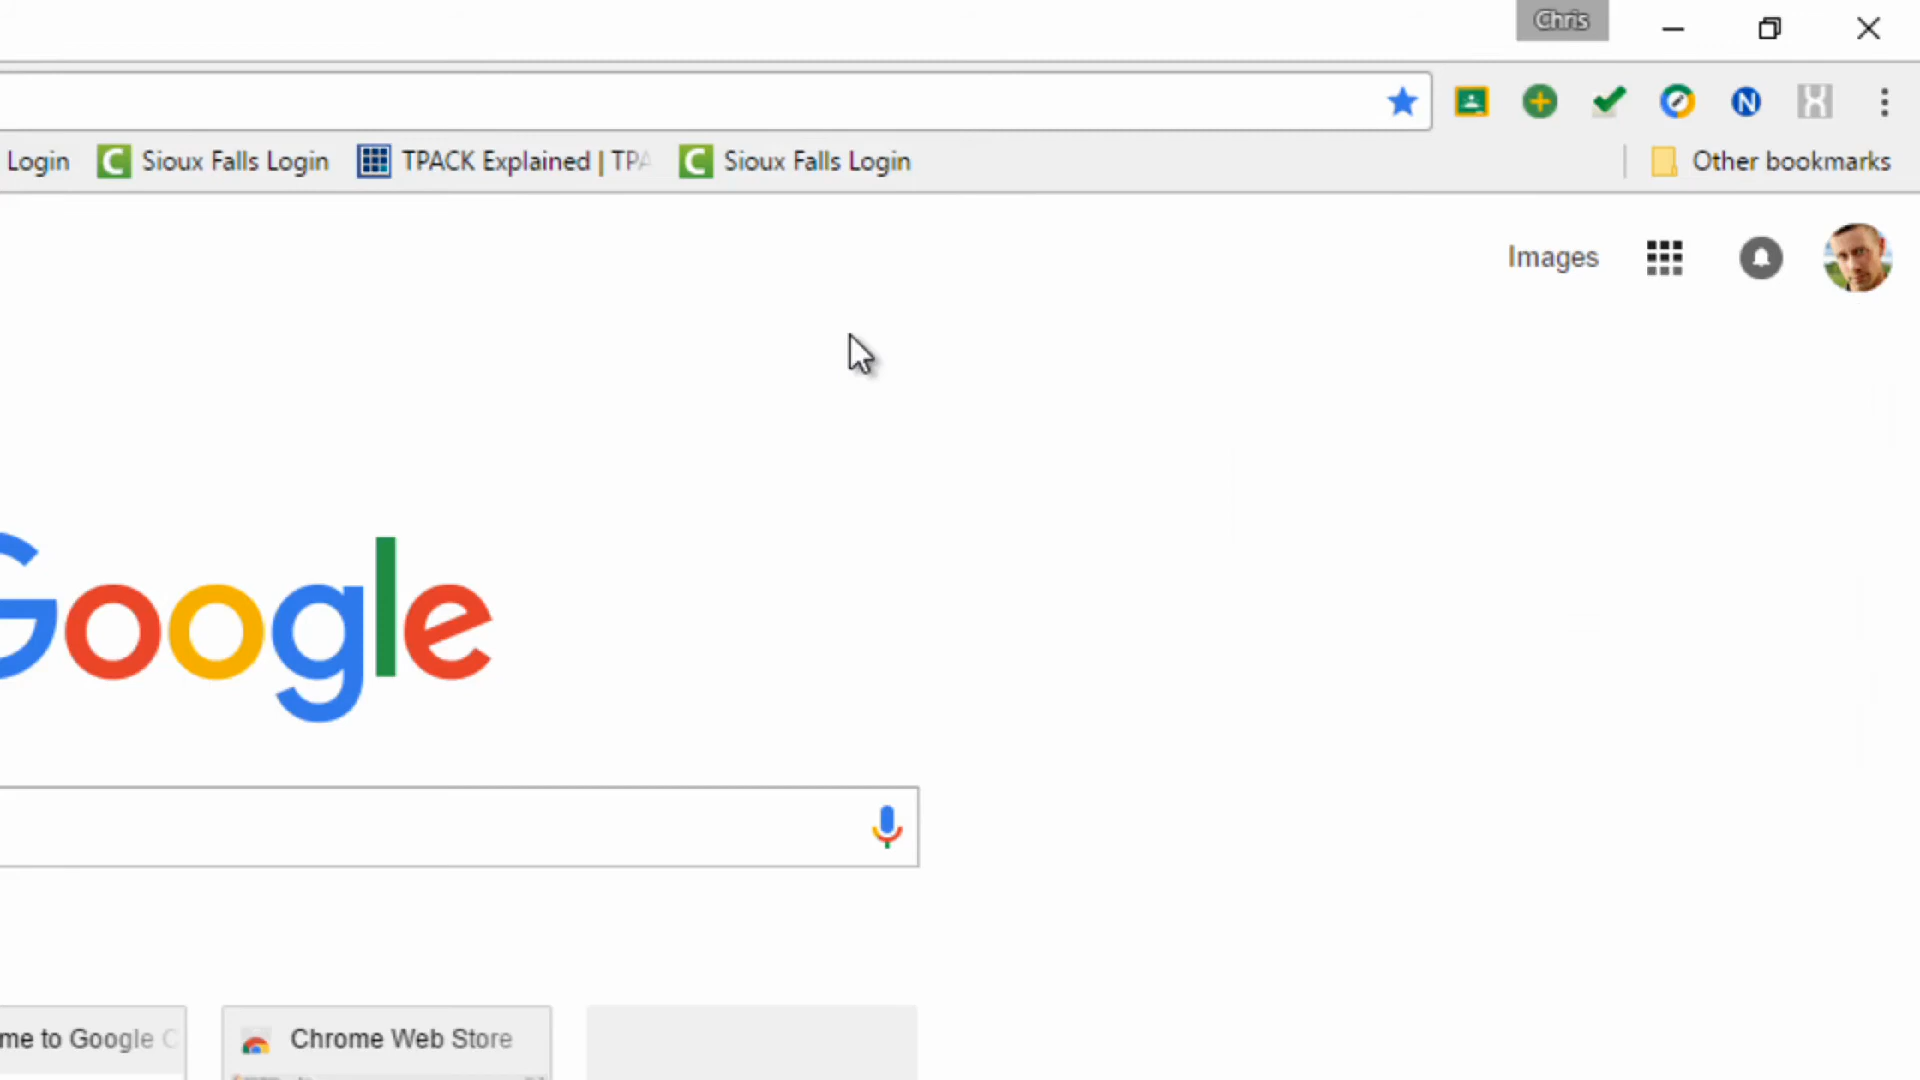 Chris
Login
Sioux Falls Login
TPACK Explained | TPA
Sioux Falls Login
Other bookmarks
N
Images
Google
me to Google C
Chrome Web Store